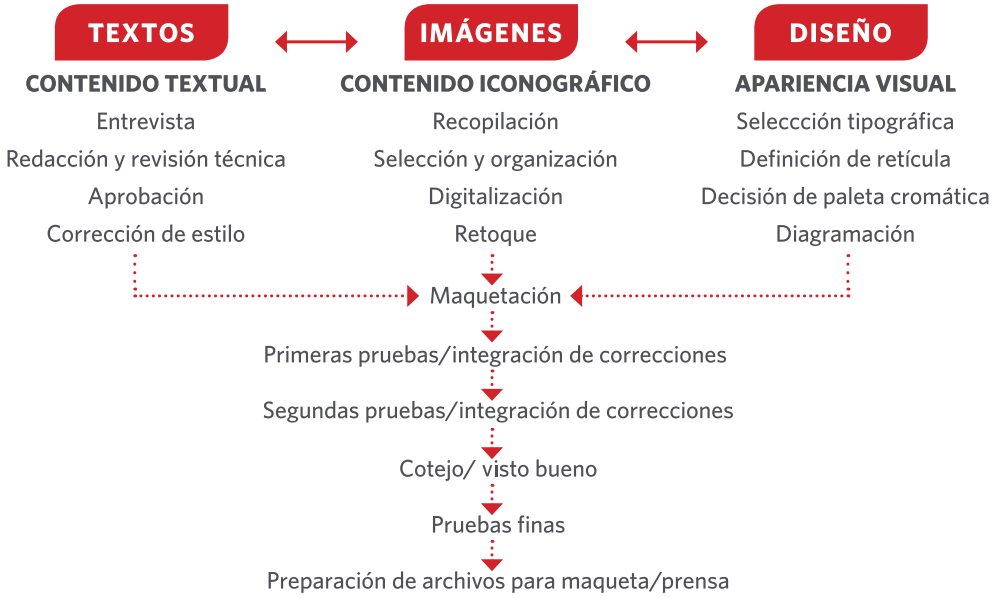 TEXTOS
IMÁGENES
DISEÑO
CONTENIDO TEXTUAL
Entrevista
Redacción y revisión técnica
Aprobación
Corrección de estilo
CONTENIDO ICONOGRÁFICO
Recopilación
Selección y organización
Digitalización
Retoque
APARIENCIA VISUAL
Seleccción tipográfica
Definición de retícula
Decisión de paleta cromática
Diagramación
Maquetación
Primeras pruebas/integración de correcciones
Segundas pruebas/integración de correcciones
Cotejo/ visto bueno
Pruebas finas
Preparación de archivos para maqueta/prensa